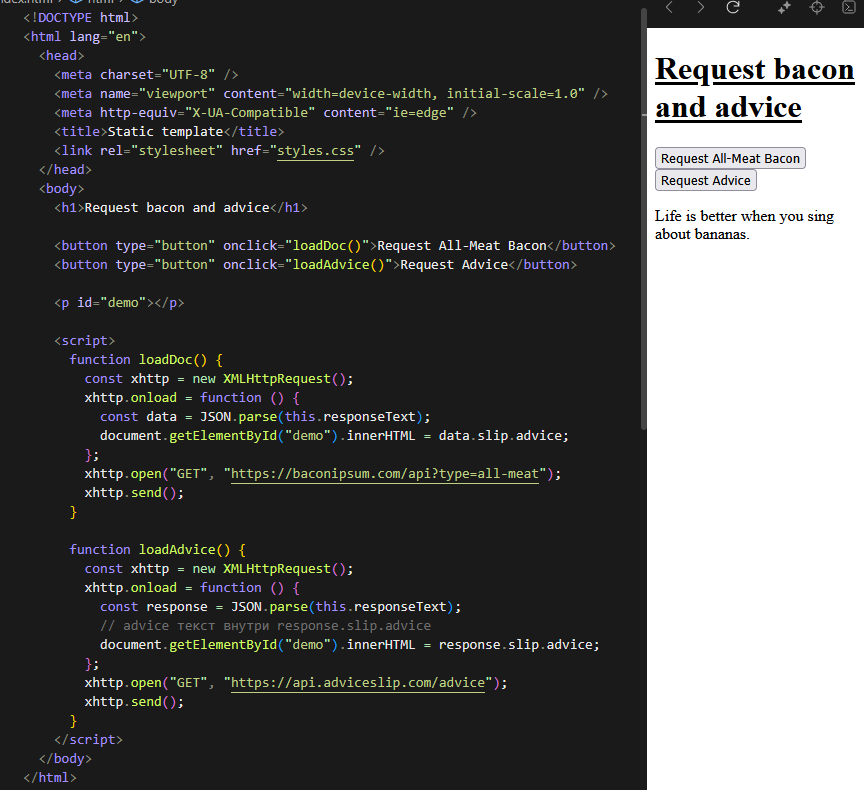 index.html > html > body
<!DOCTYPE html>
<html lang="en">
  <head>
    <meta charset="UTF-8" />
    <meta name="viewport" content="width=device-width, initial-scale=1.0" />
    <meta http-equiv="X-UA-Compatible" content="ie=edge" />
    <title>Static template</title>
    <link rel="stylesheet" href="styles.css" />
  </head>
  <body>
    <h1>Request bacon and advice</h1>

    <button type="button" onclick="loadDoc()">Request All-Meat Bacon</button>
    <button type="button" onclick="loadAdvice()">Request Advice</button>

    <p id="demo"></p>

    <script>
      function loadDoc() {
        const xhttp = new XMLHttpRequest();
        xhttp.onload = function () {
          const data = JSON.parse(this.responseText);
          document.getElementById("demo").innerHTML = data.slip.advice;
        };
        xhttp.open("GET", "https://baconipsum.com/api?type=all-meat");
        xhttp.send();
      }

      function loadAdvice() {
        const xhttp = new XMLHttpRequest();
        xhttp.onload = function () {
          const response = JSON.parse(this.responseText);
          // advice текст внутри response.slip.advice
          document.getElementById("demo").innerHTML = response.slip.advice;
        };
        xhttp.open("GET", "https://api.adviceslip.com/advice");
        xhttp.send();
      }
    </script>
  </body>
</html>
Request bacon
and advice
Request All-Meat Bacon
Request Advice
Life is better when you sing
about bananas.